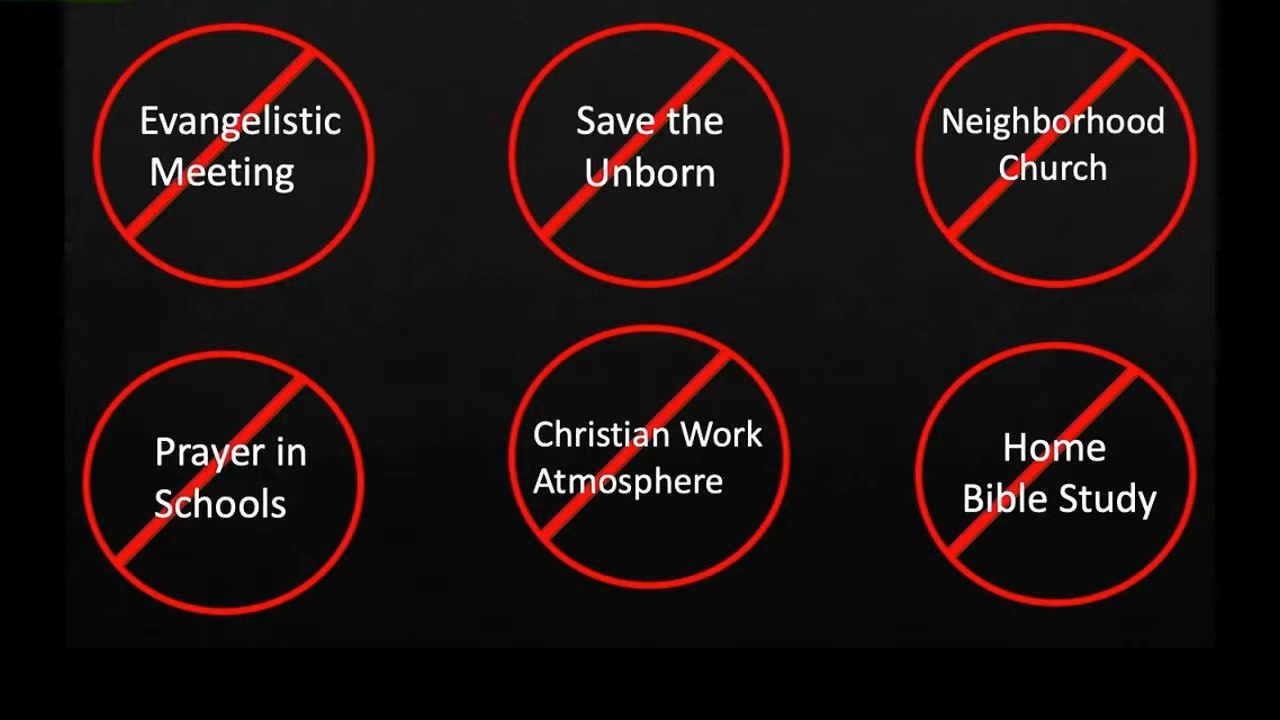 Evangelistic
Meeting
Save the
Unborn
Neighborhood
Church
Prayer in
Schools
Christian Work
Atmosphere
Home
Bible Study